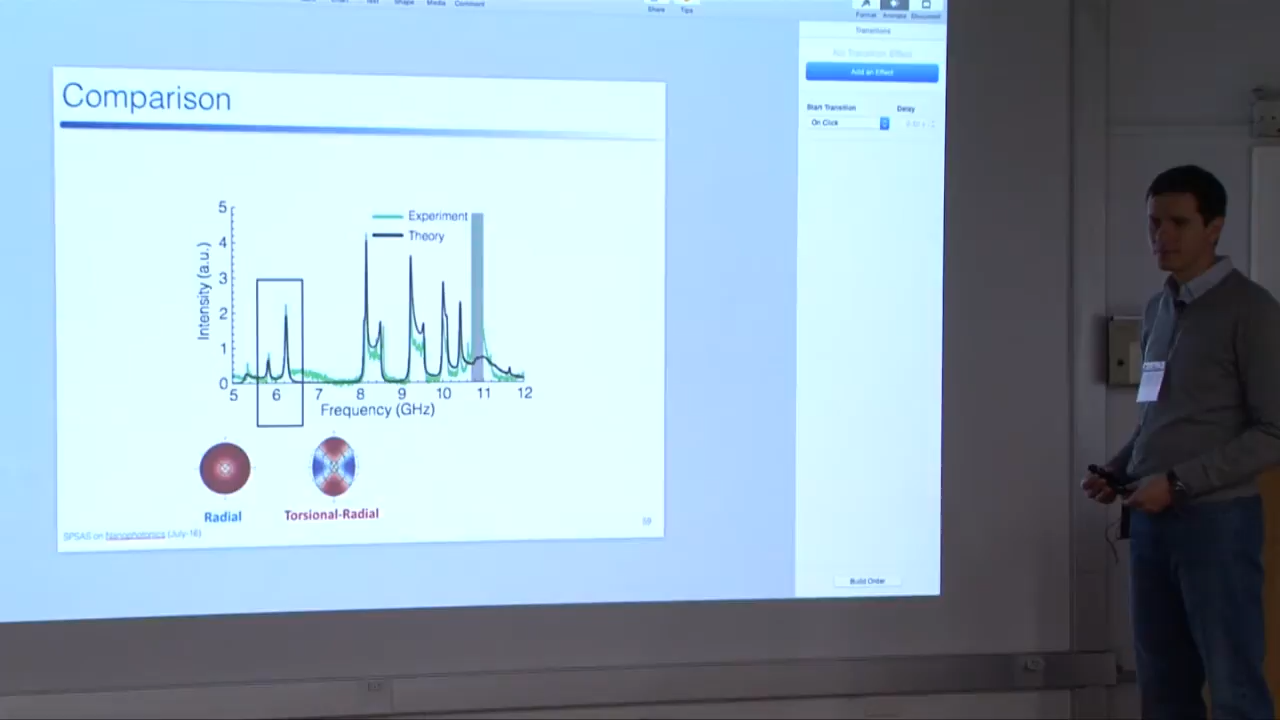 Chart Text Shape Media Comment
Share Tips
Format Animate Document
Transitions
No Transition Effect
Add an Effect
Start Transition Delay
On Click
Build Order
Comparison
Experiment
Theory
Intensity (a.u.)
5
4
3
2
1
0
5 6 7 8 9 10 11 12
Frequency (GHz)
Radial
Torsional-Radial
SPSAS on Nanophotonics (July-16)